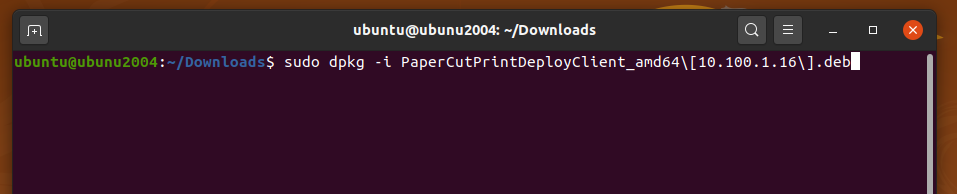 ubuntu@ubunu2004: ~/Downloads
ubuntu@ubunu2004:~/Downloads$ sudo dpkg -i PaperCutPrintDeployClient_amd64\[10.100.1.16\].deb